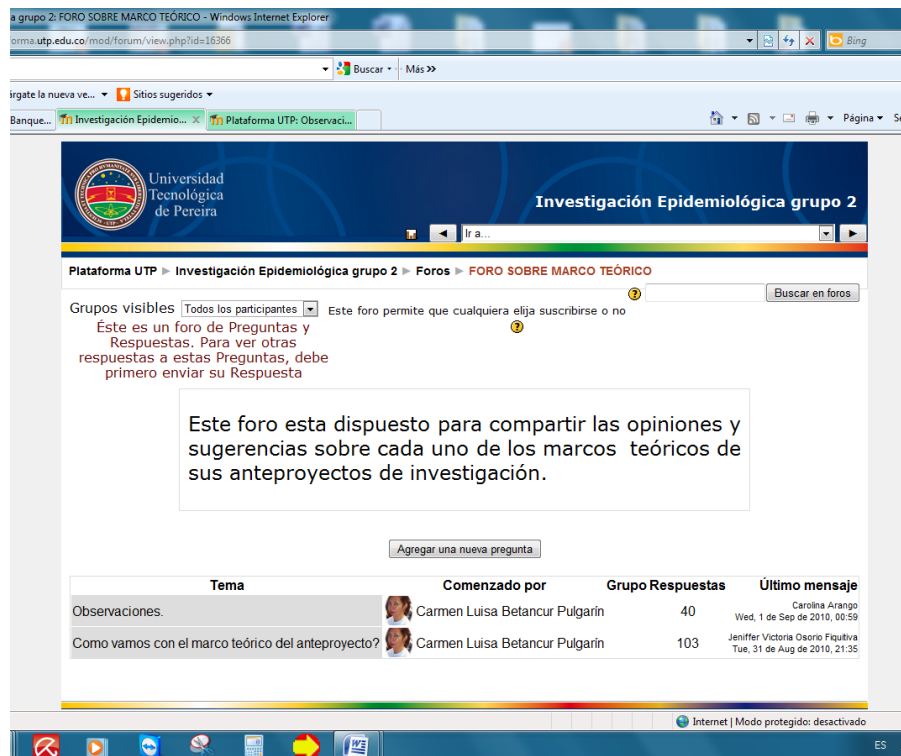 a grupo 2: FORO SOBRE MARCO TEÓRICO - Windows Internet Explorer
orma.utp.edu.co/mod/forum/view.php?id=16366
Bing
Buscar Más
árgate la nueva ve... Sitios sugeridos
Banque... Investigación Epidemio... Plataforma UTP: Observaci... Página
Universidad
Tecnológica
de Pereira
Investigación Epidemiológica grupo 2
Ir a...
Plataforma UTP ► Investigación Epidemiológica grupo 2 ► Foros ► FORO SOBRE MARCO TEÓRICO
Buscar en foros
Grupos visibles Todos los participantes
Este foro permite que cualquiera elija suscribirse o no
Éste es un foro de Preguntas y
Respuestas. Para ver otras
respuestas a estas Preguntas, debe
primero enviar su Respuesta
Este foro esta dispuesto para compartir las opiniones y
sugerencias sobre cada uno de los marcos teóricos de
sus anteproyectos de investigación.
Agregar una nueva pregunta
Tema Comenzado por Grupo Respuestas Último mensaje
Observaciones. Carmen Luisa Betancur Pulgarín 40 Carolina Arango
Wed, 1 de Sep de 2010, 00:59
Como vamos con el marco teórico del anteproyecto? Carmen Luisa Betancur Pulgarín 103 Jeniffer Victoria Osorio Fiquitiva
Tue, 31 de Aug de 2010, 21:35
Internet | Modo protegido: desactivado
ES